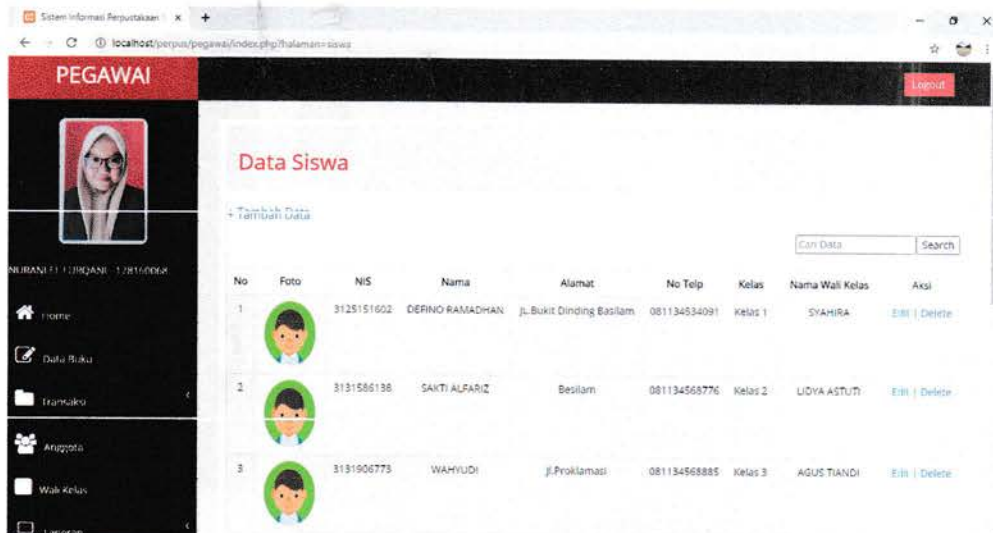 Sistem Informasi Perpustakaan
localhost/perpus/pegawai/index.php?halaman=siswa
PEGAWAI
Logout
Data Siswa
+ Tambah Data
Cari Data
Search
178160068
No Foto NIS Nama Alamat No Telp Kelas Nama Wali Kelas Aksi
1 3125151602 DEFINO RAMADHAN JL.Bukit Dinding Basilam 081134534091 Kelas 1 SYAHIRA Edit | Delete
Home
Data Buku
2 3131586138 SAKTI ALFARIZ Besilam 081134568776 Kelas 2 LIDYA ASTUTI Edit | Delete
Transaksi
Anggota
3 3131906773 WAHYUDI Jl.Proklamasi 081134568885 Kelas 3 AGUS TIANDI Edit | Delete
Wali Kelas
Laporan